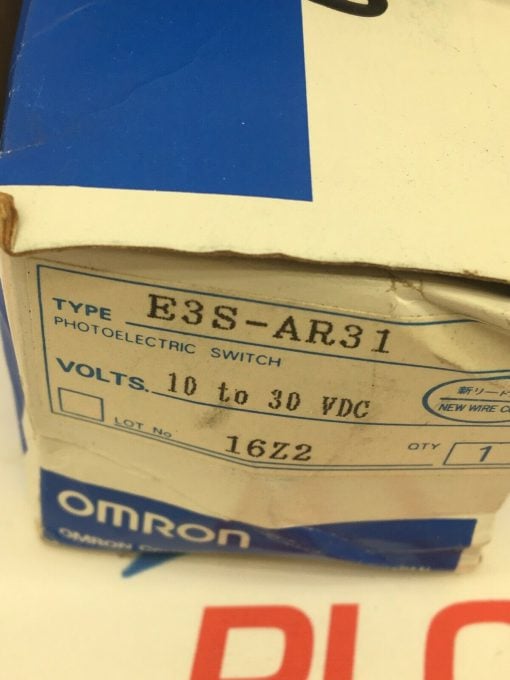 TYPE E3S-AR31
PHOTOELECTRIC SWITCH
VOLTS. 10 to 30 VDC
新リード
NEW WIRE C
LOT No 16Z2
QTY 1
OMRON
OMRON
PLC